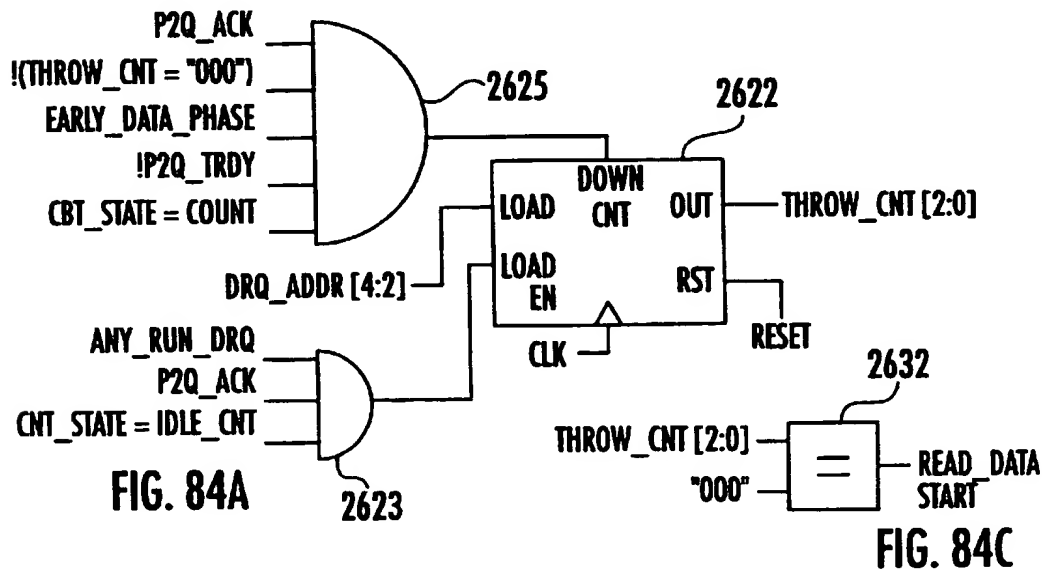 P2Q_ACK
!(THROW_CNT = "000")
EARLY_DATA_PHASE
!P2Q_TRDY
CBT_STATE = COUNT
2625
2622
DOWN
CNT
LOAD
OUT
THROW_CNT [2:0]
LOAD
EN
RST
DRQ_ADDR [4:2]
CLK
RESET
ANY_RUN_DRQ
P2Q_ACK
CNT_STATE = IDLE_CNT
2623
FIG. 84A
2632
THROW_CNT [2:0]
"000"
=
READ_DATA
START
FIG. 84C